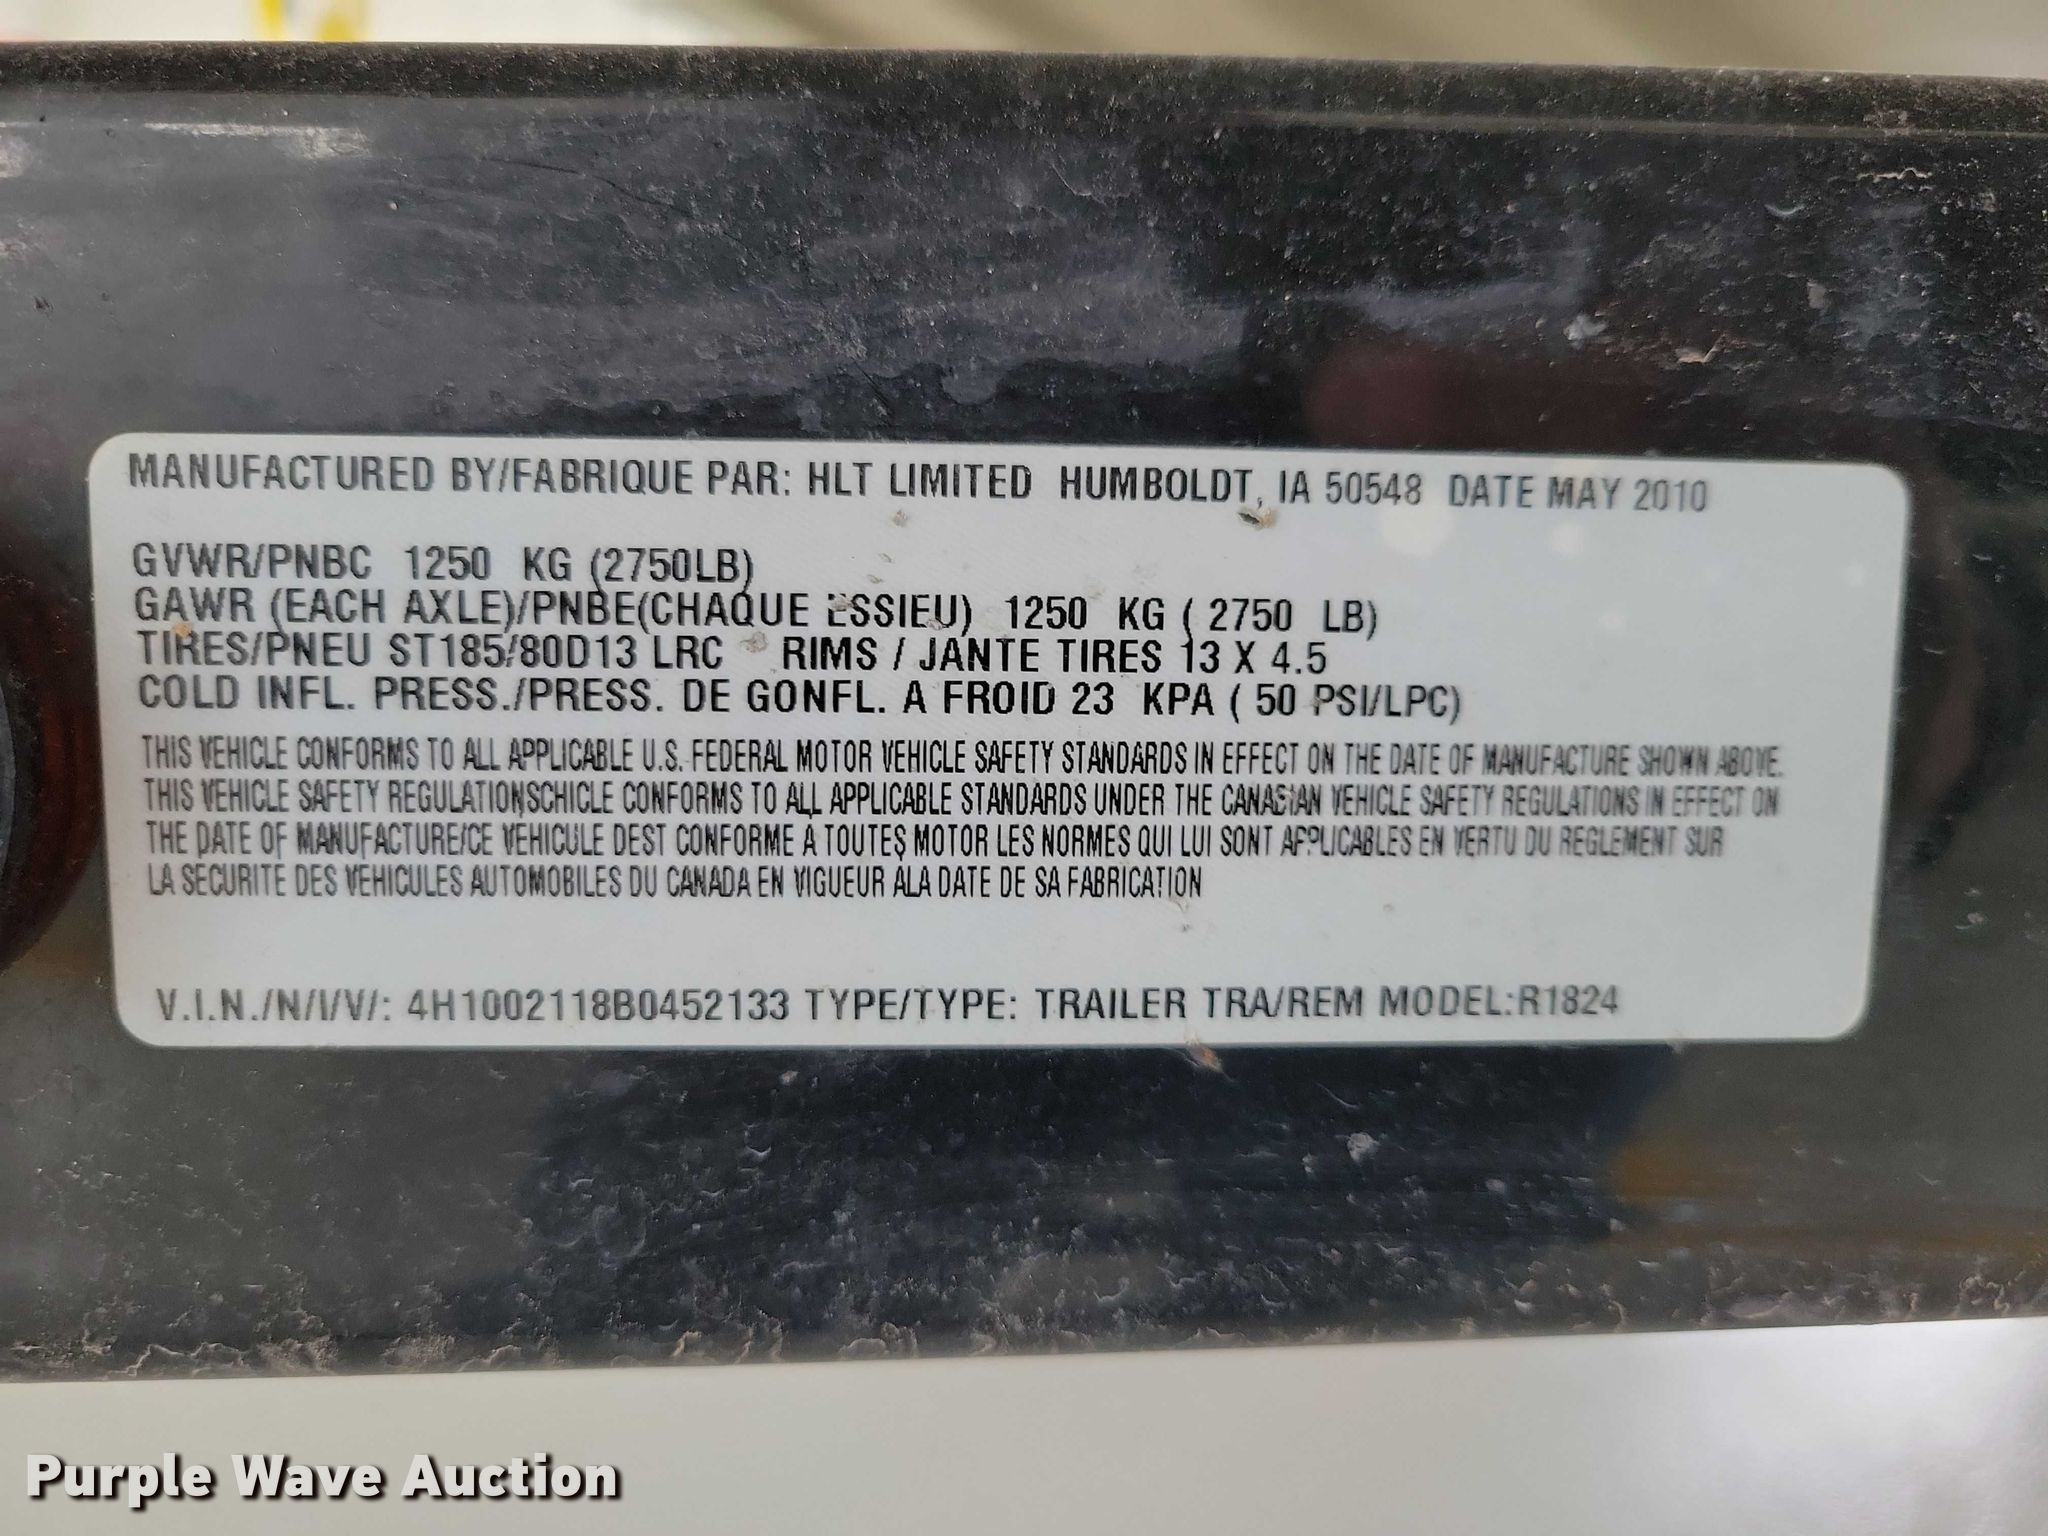 MANUFACTURED BY/FABRIQUE PAR: HLT LIMITED HUMBOLDT, IA 50548 DATE MAY 2010
GVWR/PNBC 1250 KG (2750LB)
GAWR (EACH AXLE)/PNBE(CHAQUE ESSIEU) 1250 KG ( 2750 LB)
TIRES/PNEU ST185/80D13 LRC RIMS / JANTE TIRES 13 X 4.5
COLD INFL. PRESS./PRESS. DE GONFL. A FROID 23 KPA ( 50 PSI/LPC)
THIS VEHICLE CONFORMS TO ALL APPLICABLE U.S. FEDERAL MOTOR VEHICLE SAFETY STANDARDS IN EFFECT ON THE DATE OF MANUFACTURE SHOWN ABOVE.
THIS VEHICLE SAFETY REGULATIONSCHICLE CONFORMS TO ALL APPLICABLE STANDARDS UNDER THE CANASIAN VEHICLE SAFETY REGULATIONS IN EFFECT ON
THE DATE OF MANUFACTURE/CE VEHICULE DEST CONFORME A TOUTES MOTOR LES NORMES QUI LUI SONT APPLICABLES EN VERTU DU REGLEMENT SUR
LA SECURITE DES VEHICULES AUTOMOBILES DU CANADA EN VIGUEUR ALA DATE DE SA FABRICATION
V.I.N./N/I/V/: 4H1002118B0452133 TYPE/TYPE: TRAILER TRA/REM MODEL:R1824
Purple Wave Auction